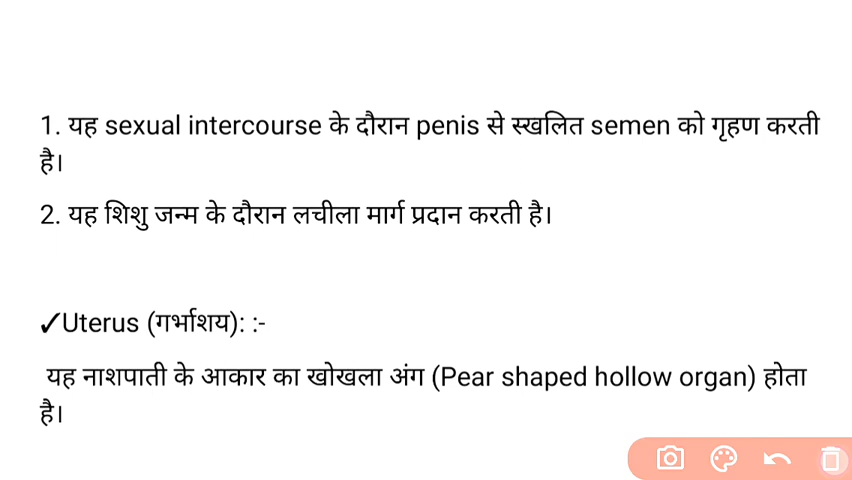 1. यह sexual intercourse के दौरान penis से स्खलित semen को गृहण करती
है।
2. यह शिशु जन्म के दौरान लचीला मार्ग प्रदान करती है।
✓Uterus (गर्भाशय): :-
यह नाशपाती के आकार का खोखला अंग (Pear shaped hollow organ) होता
है।